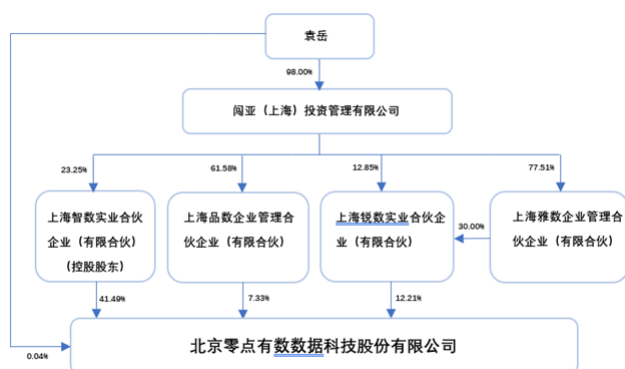 袁岳
98.00%
闯亚（上海）投资管理有限公司
23.25%
61.58%
12.85%
77.51%
上海智数实业合伙
企业（有限合伙）
（控股股东）
上海品数企业管理合
伙企业（有限合伙）
上海锐数实业合伙企
业（有限合伙）
30.00%
上海雅数企业管理合
伙企业（有限合伙）
41.49%
7.33%
12.21%
0.04%
北京零点有数数据科技股份有限公司